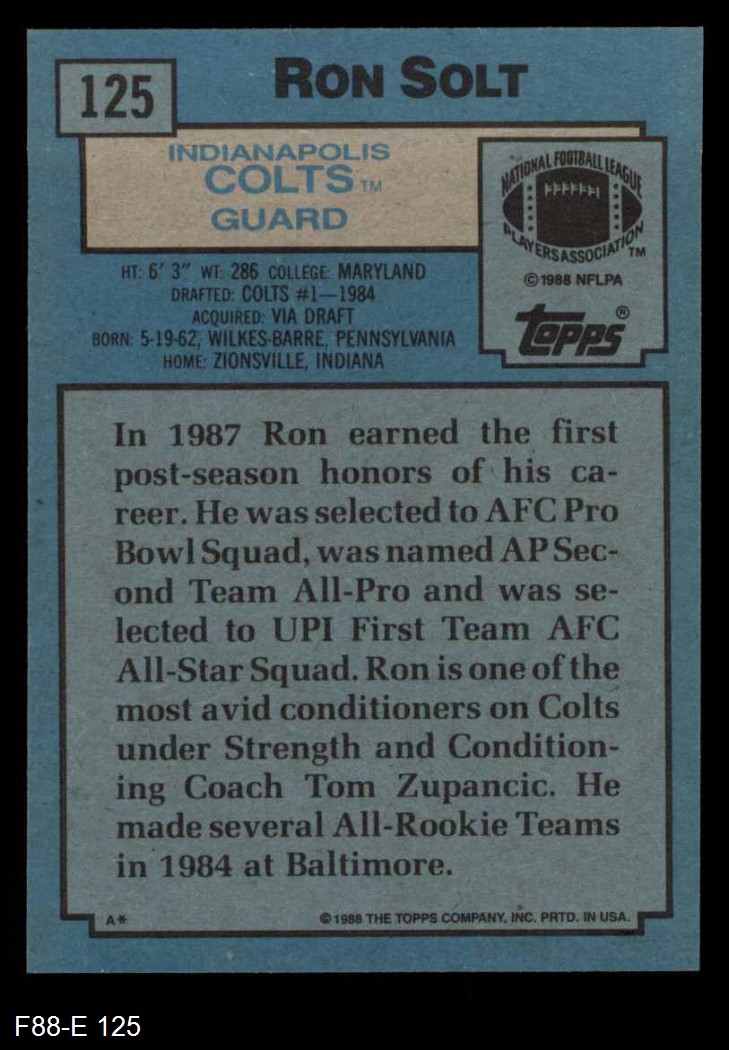 125
RON SOLT
INDIANAPOLIS
COLTS TM
GUARD
NATIONAL FOOTBALL LEAGUE
PLAYERS ASSOCIATION TM
© 1988 NFLPA
topps ®
HT: 6' 3" WT: 286 COLLEGE: MARYLAND
DRAFTED: COLTS #1—1984
ACQUIRED: VIA DRAFT
BORN: 5-19-62, WILKES-BARRE, PENNSYLVANIA
HOME: ZIONSVILLE, INDIANA
In 1987 Ron earned the first
post-season honors of his ca-
reer. He was selected to AFC Pro
Bowl Squad, was named AP Sec-
ond Team All-Pro and was se-
lected to UPI First Team AFC
All-Star Squad. Ron is one of the
most avid conditioners on Colts
under Strength and Condition-
ing Coach Tom Zupancic. He
made several All-Rookie Teams
in 1984 at Baltimore.
A* © 1988 THE TOPPS COMPANY, INC. PRTD. IN USA.
F88-E 125